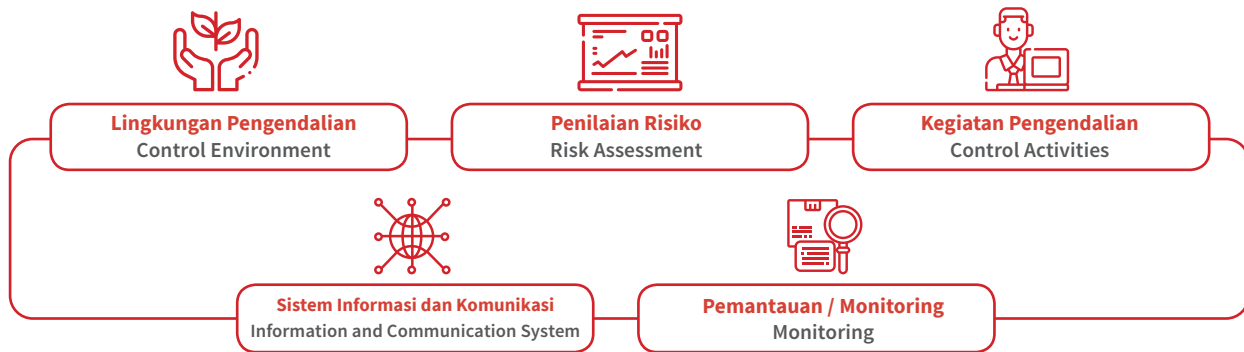 Lingkungan Pengendalian
Control Environment
Penilaian Risiko
Risk Assessment
Kegiatan Pengendalian
Control Activities
Sistem Informasi dan Komunikasi
Information and Communication System
Pemantauan / Monitoring
Monitoring